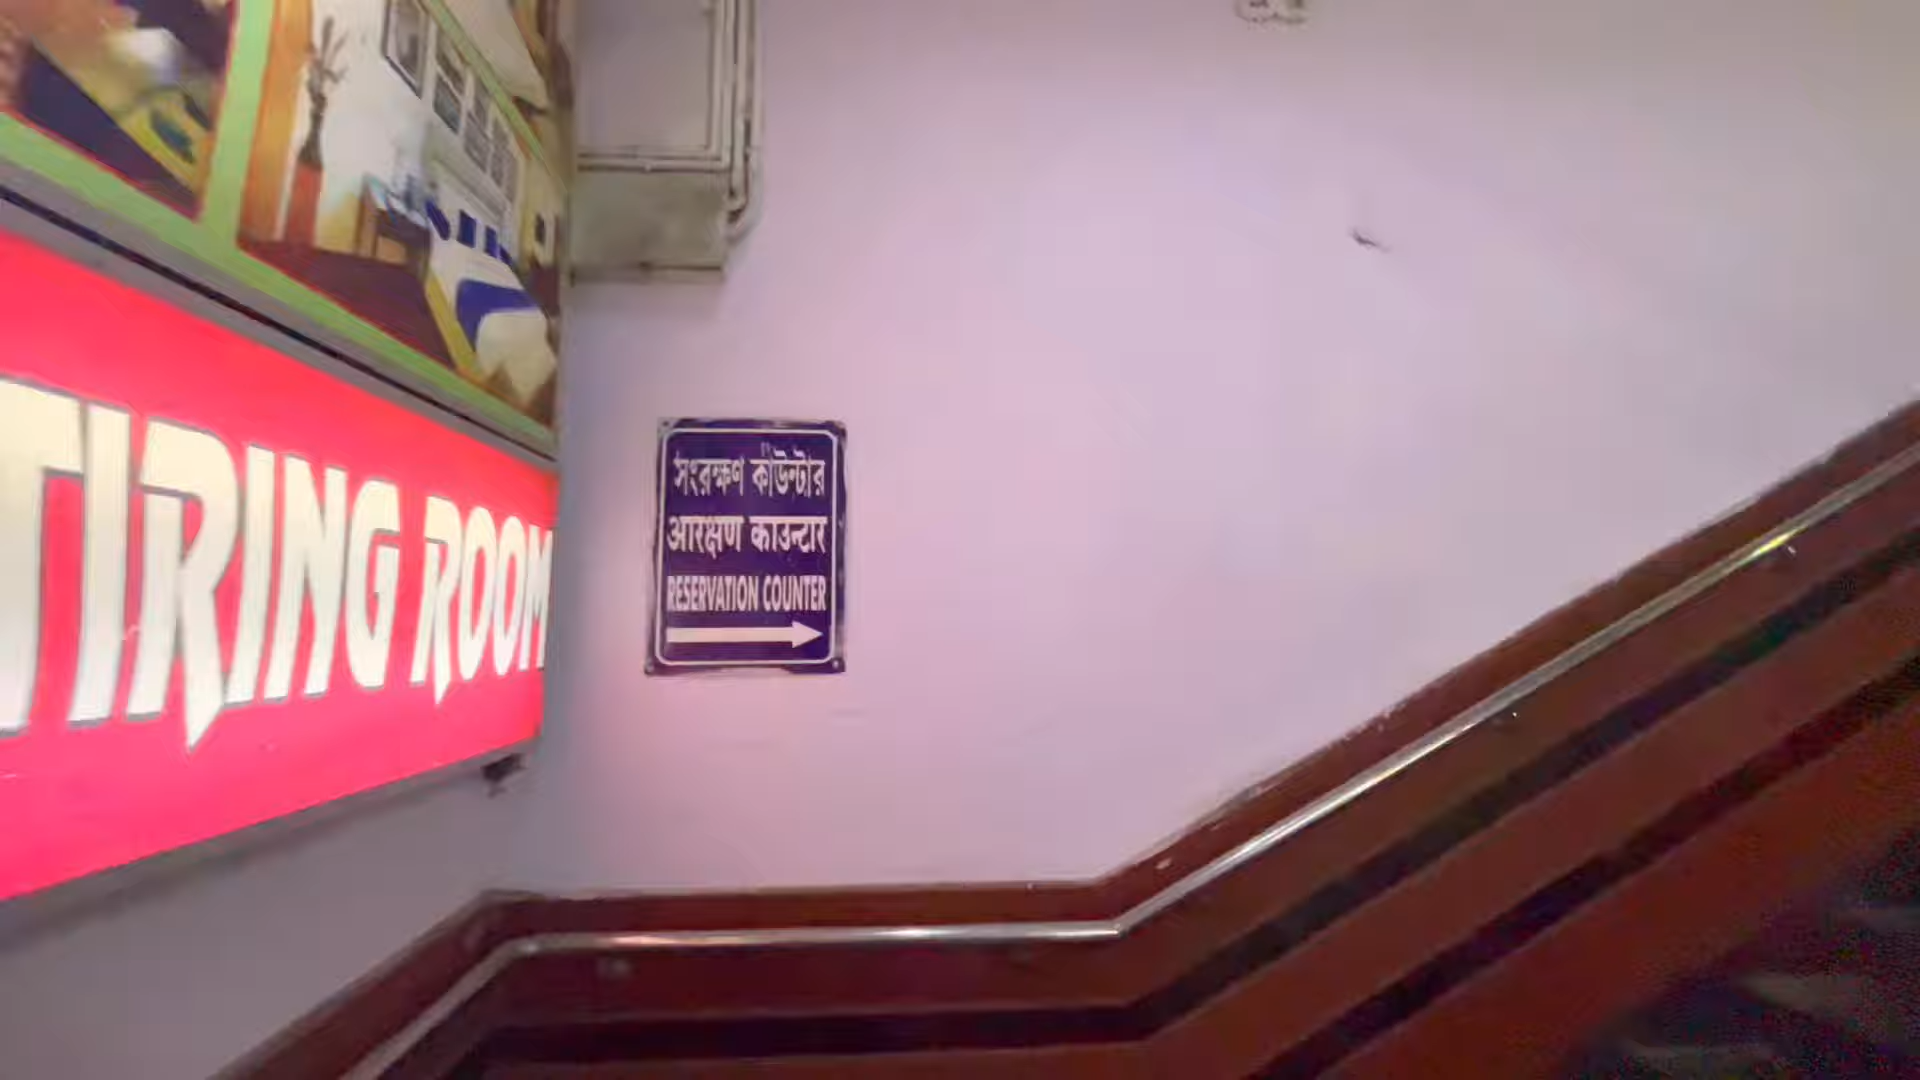 TIRING ROOM
সংরক্ষণ কাউন্টার
आरक्षण काउन्टार
RESERVATION COUNTER